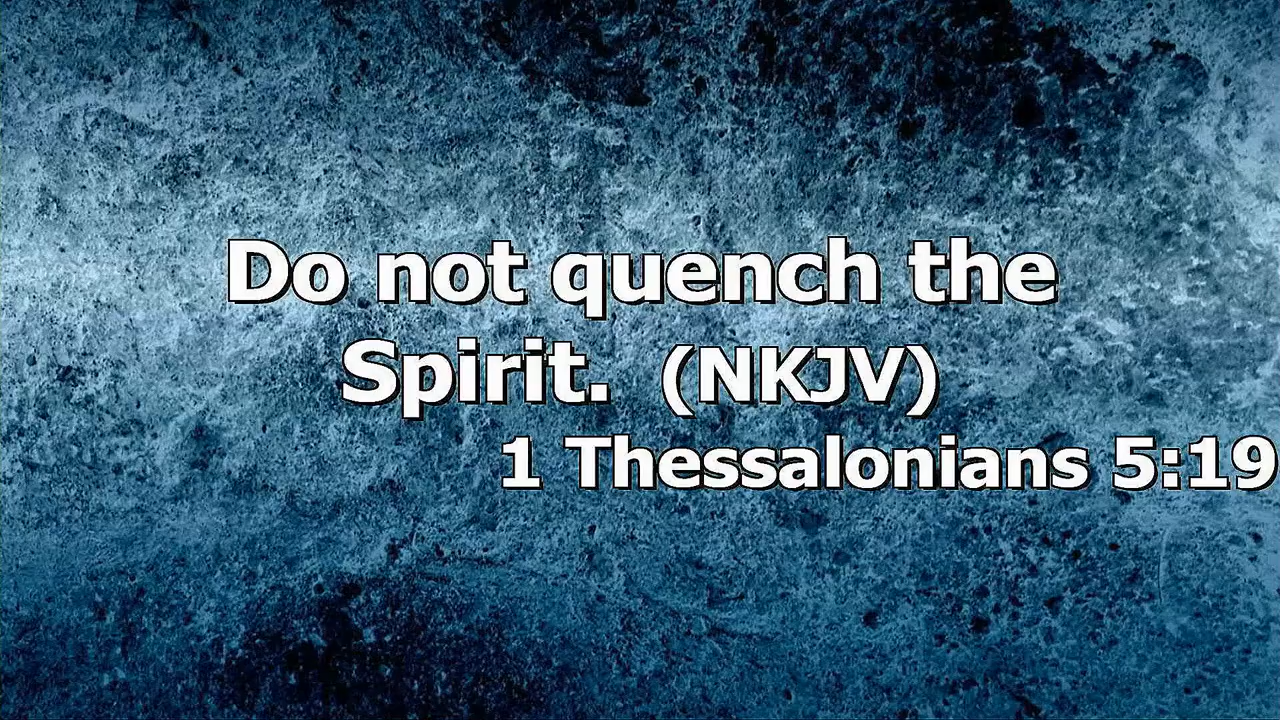 Do not quench the
Spirit. (NKJV)
1 Thessalonians 5:19